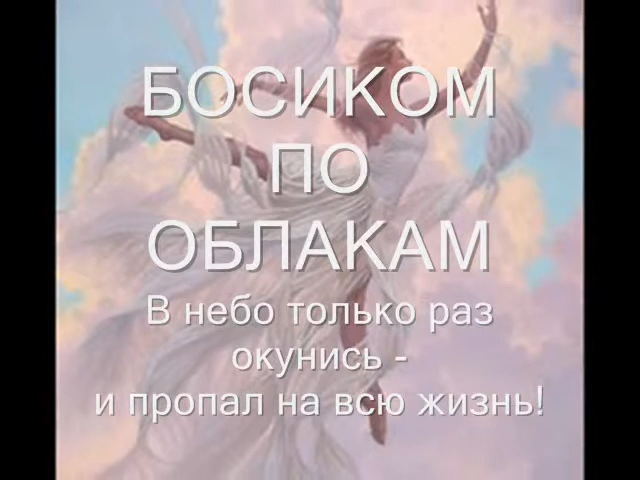 БОСИКОМ
ПО
ОБЛАКАМ
В небо только раз
окунись -
и пропал на всю жизнь!